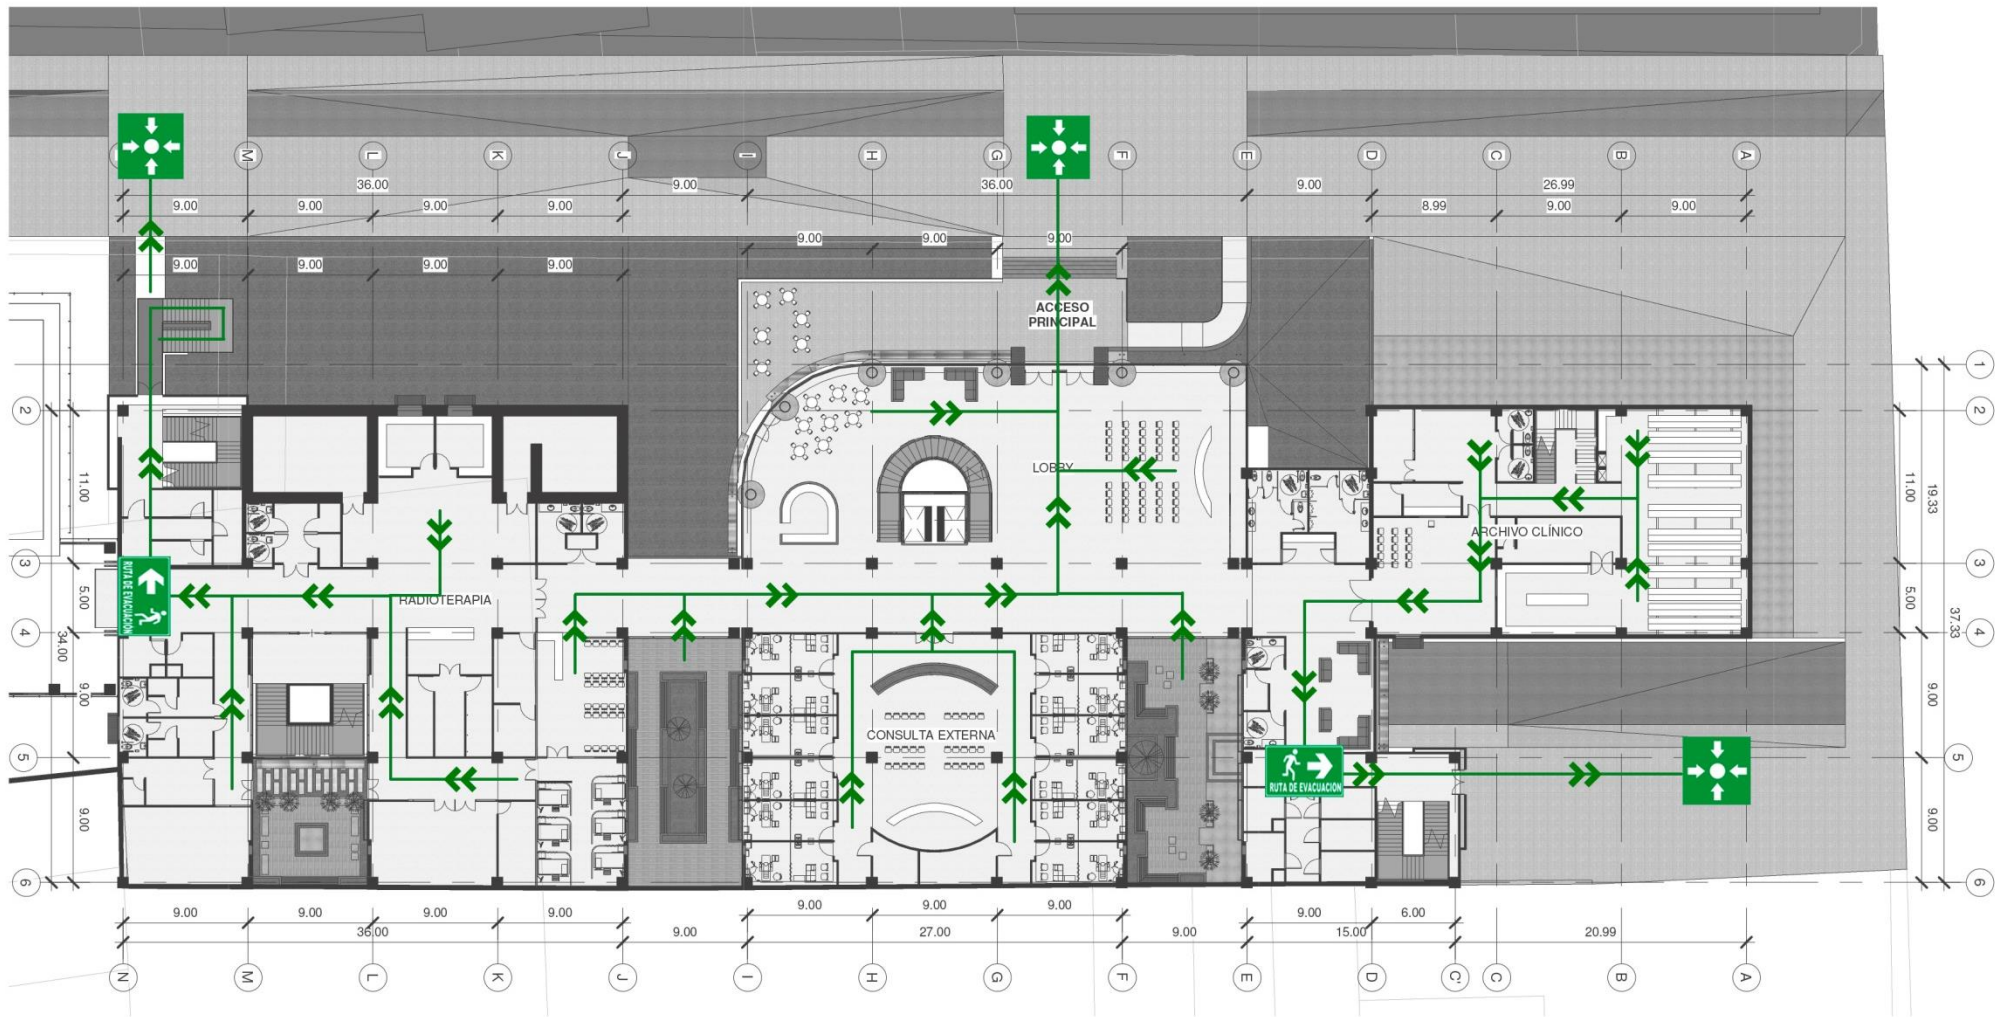 M
L
K
J
I
H
G
F
E
D
C
B
A
36.00
9.00
36.00
9.00
26.99
9.00
9.00
9.00
9.00
8.99
9.00
9.00
9.00
9.00
9.00
9.00
9.00
9.00
9.00
ACCESO
PRINCIPAL
1
2
2
11.00
11.00
19.33
LOBBY
ARCHIVO CLÍNICO
3
3
RUTA DE EVACUACIÓN
RADIOTERAPIA
5.00
5.00
37.33
34.00
4
4
9.00
9.00
CONSULTA EXTERNA
5
5
RUTA DE EVACUACIÓN
9.00
9.00
6
6
9.00
9.00
9.00
9.00
9.00
9.00
9.00
9.00
6.00
36.00
9.00
27.00
9.00
15.00
20.99
N
M
L
K
J
I
H
G
F
E
D
C'
C
B
A